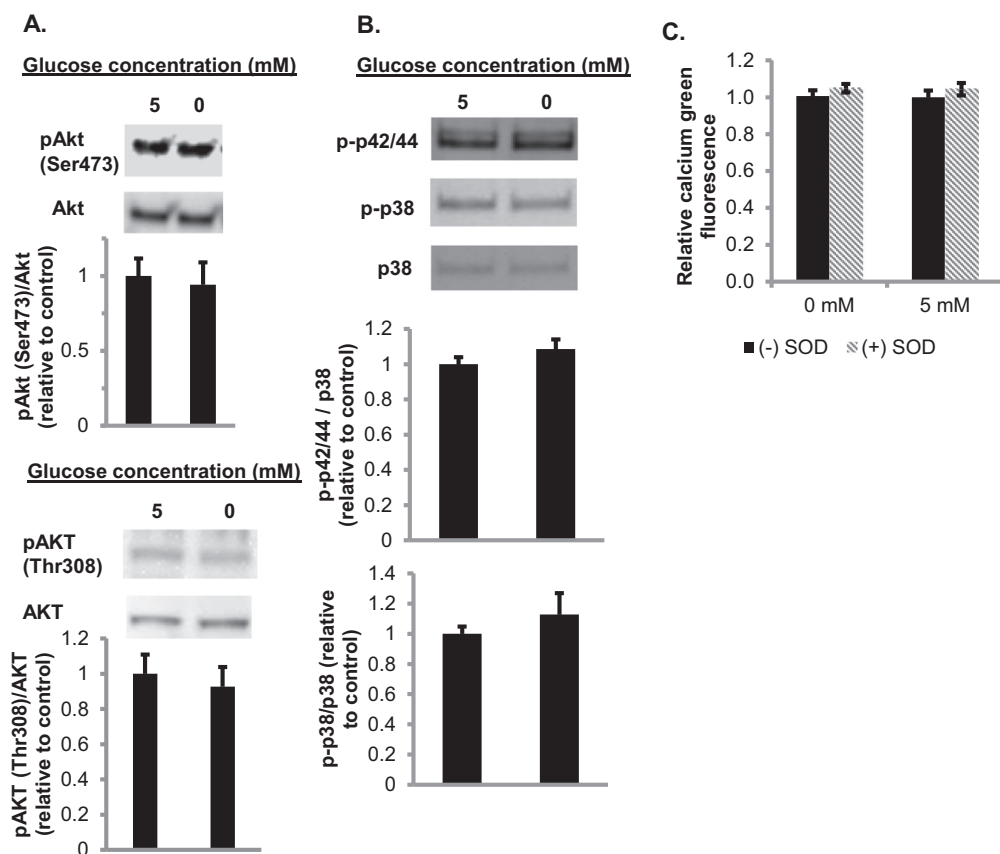 A.
Glucose concentration (mM)
5 0
pAkt
(Ser473)
Akt
pAkt (Ser473)/Akt
(relative to control)
1
0.5
0
Glucose concentration (mM)
5 0
pAKT
(Thr308)
AKT
pAKT (Thr308)/AKT
(relative to control)
1.2
1
0.8
0.6
0.4
0.2
0
B.
Glucose concentration (mM)
5 0
p-p42/44
p-p38
p38
p-p42/44 / p38
(relative to control)
1.2
1
0.8
0.6
0.4
0.2
0
p-p38/p38 (relative
to control)
1.4
1.2
1
0.8
0.6
0.4
0.2
0
C.
Relative calcium green
fluorescence
1.2
1.0
0.8
0.6
0.4
0.2
0.0
0 mM 5 mM
(-) SOD (+) SOD